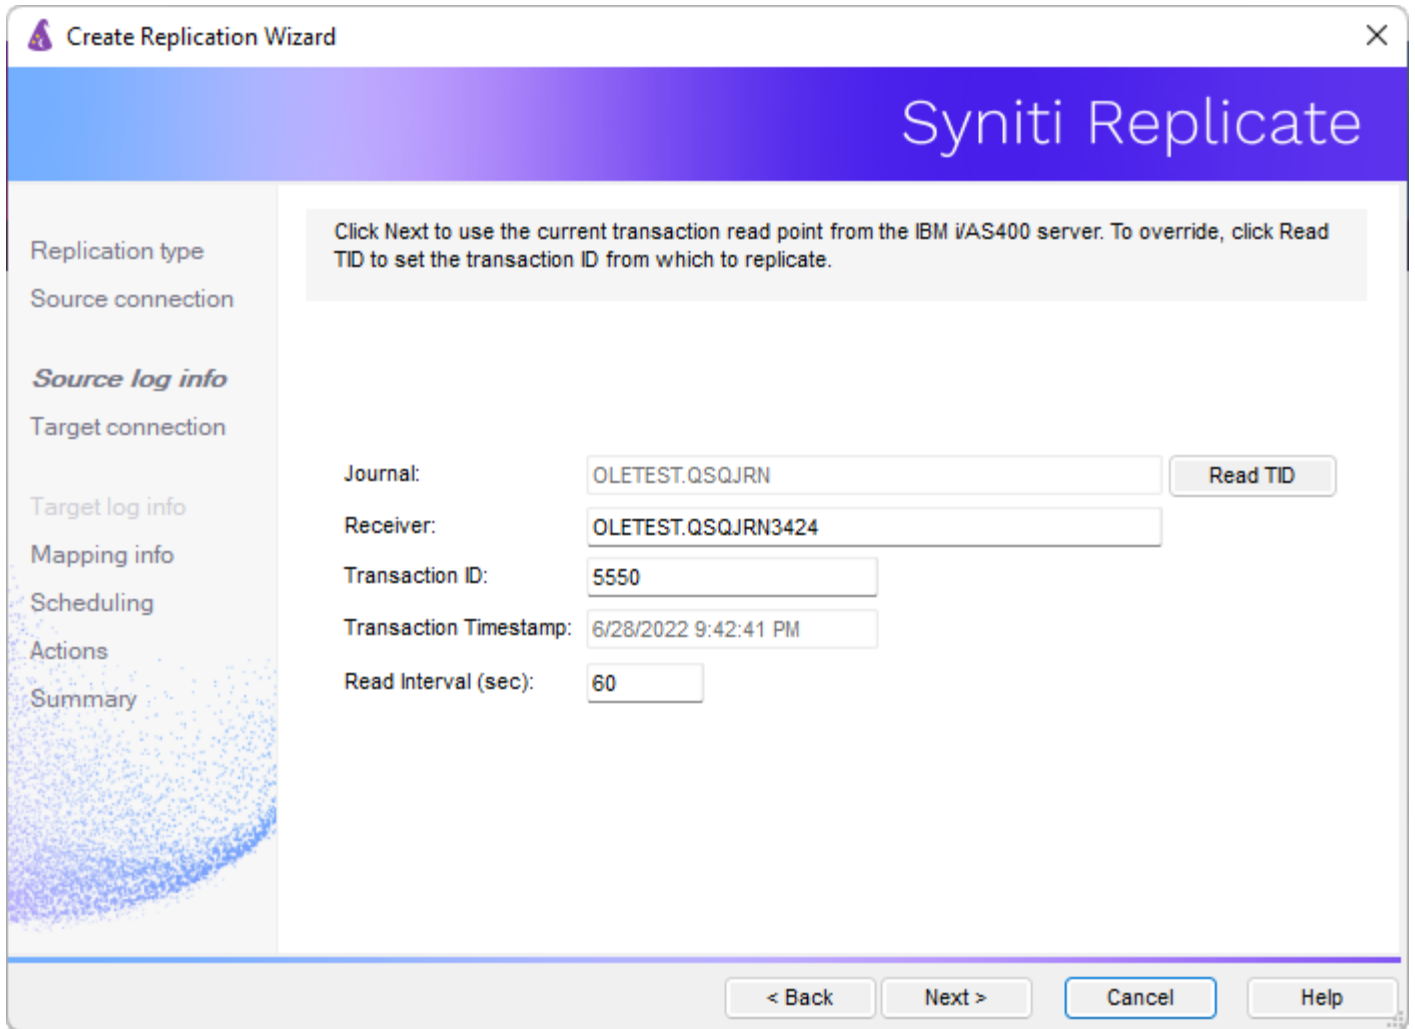 Create Replication Wizard
Syniti Replicate
Replication type
Source connection
Source log info
Target connection
Target log info
Mapping info
Scheduling
Actions
Summary
Click Next to use the current transaction read point from the IBM i/AS400 server. To override, click Read
TID to set the transaction ID from which to replicate.
Journal: OLETEST.QSQJRN Read TID
Receiver: OLETEST.QSQJRN3424
Transaction ID: 5550
Transaction Timestamp: 6/28/2022 9:42:41 PM
Read Interval (sec): 60
< Back Next > Cancel Help